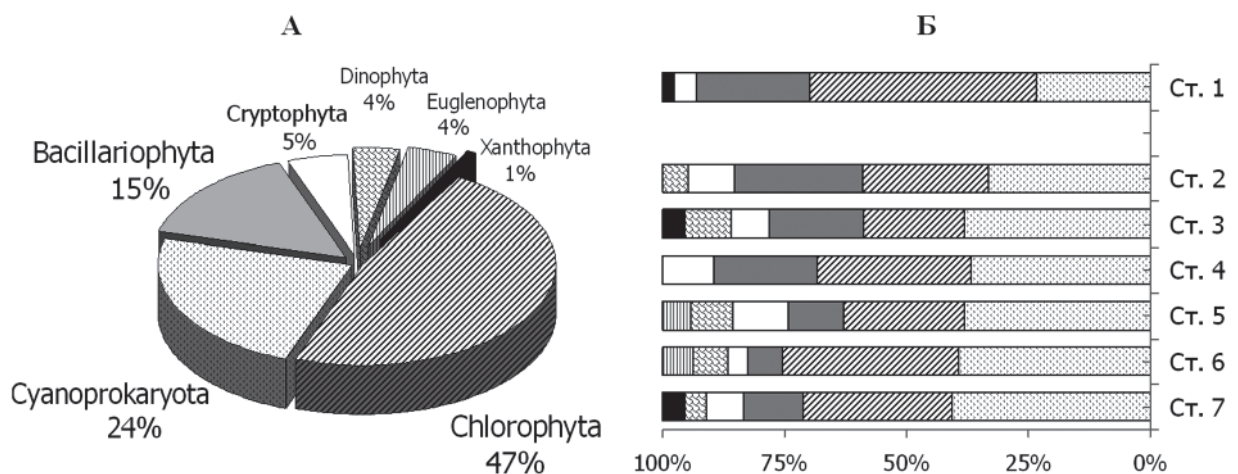 А
Dinophyta
4%
Euglenophyta
4%
Cryptophyta
5%
Xanthophyta
1%
Bacillariophyta
15%
Cyanoprokaryota
24%
Chlorophyta
47%
Б
Ст. 1
Ст. 2
Ст. 3
Ст. 4
Ст. 5
Ст. 6
Ст. 7
100% 75% 50% 25% 0%